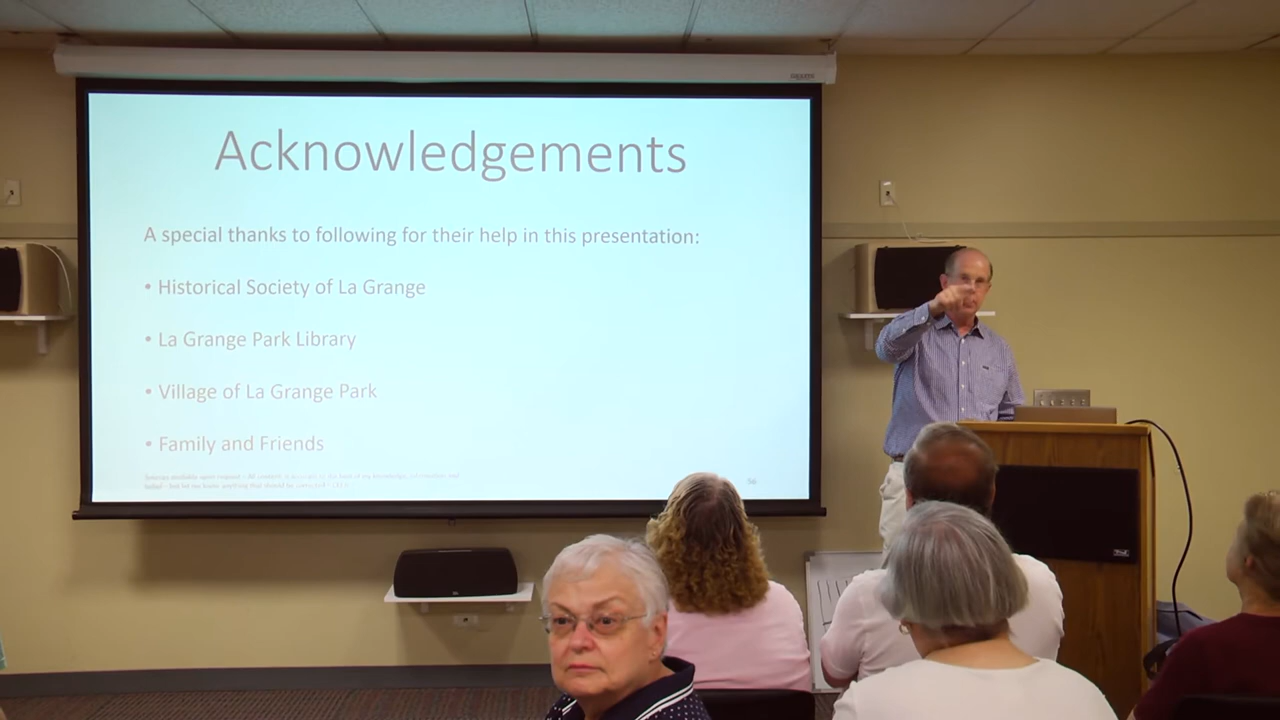 Acknowledgements
A special thanks to following for their help in this presentation:
• Historical Society of La Grange
• La Grange Park Library
• Village of La Grange Park
• Family and Friends
56